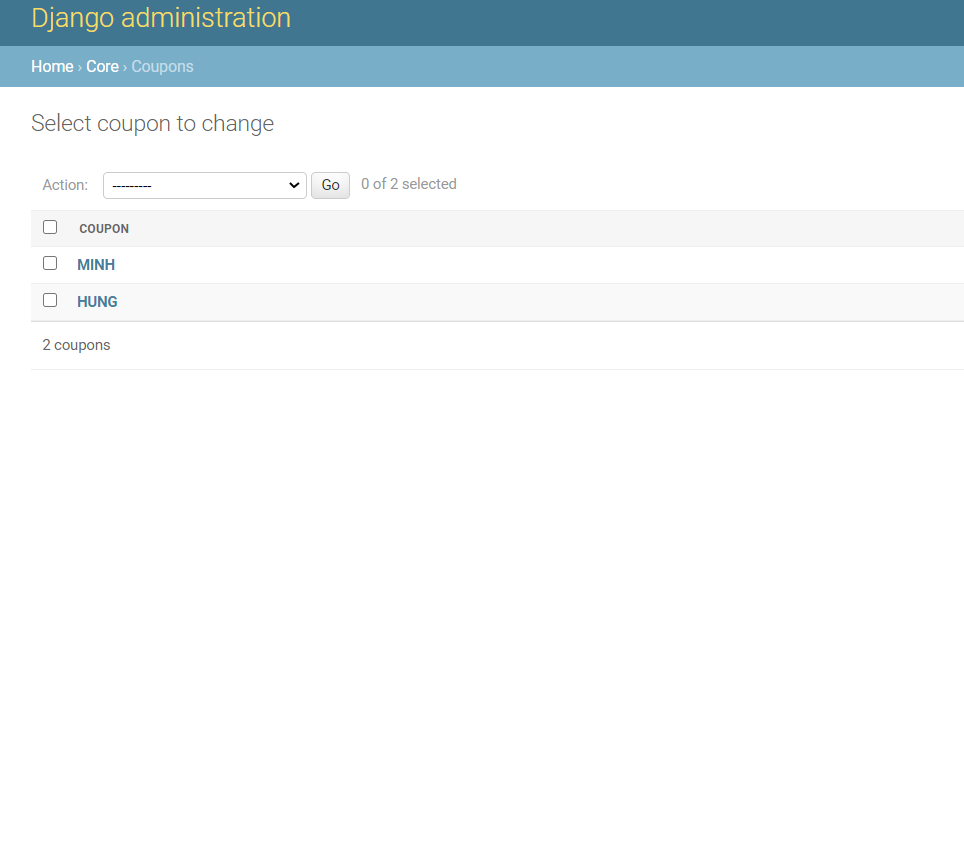 Django administration
Home › Core › Coupons
Select coupon to change
Action: --------- Go 0 of 2 selected
COUPON
MINH
HUNG
2 coupons